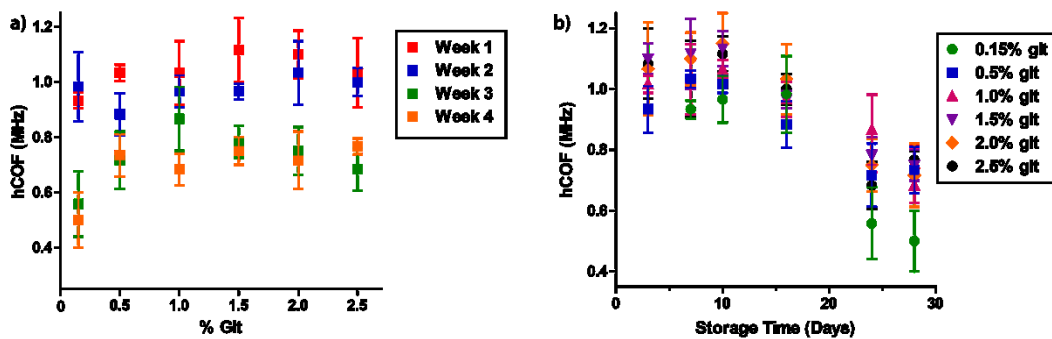 a)
hCOF (MHz)
1.2
1.0
0.8
0.6
0.4
0
0.5
1.0
1.5
2.0
2.5
% Glt
Week 1
Week 2
Week 3
Week 4
b)
hCOF (MHz)
1.2
1.0
0.8
0.6
0.4
0
10
20
30
Storage Time (Days)
0.15% glt
0.5% glt
1.0% glt
1.5% glt
2.0% glt
2.5% glt